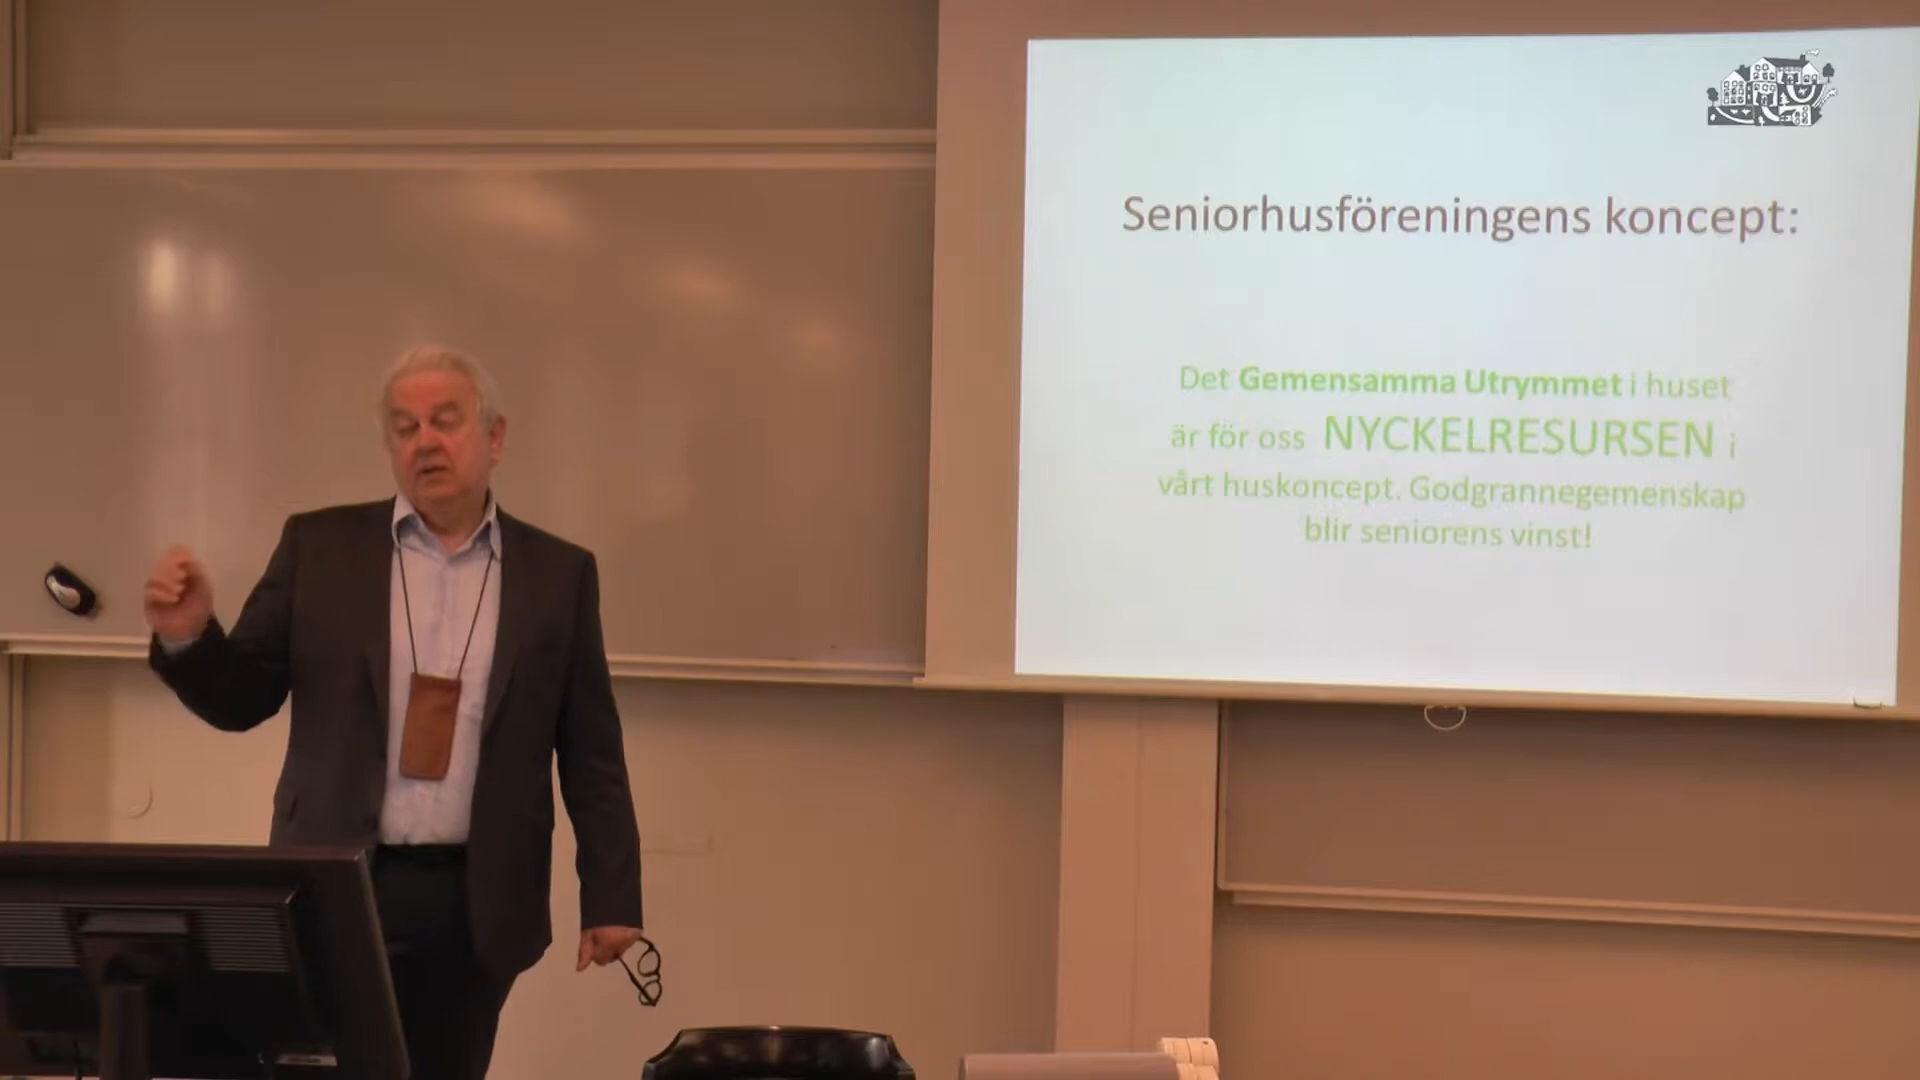 Seniorhusföreningens koncept:
Det Gemensamma Utrymmet i huset
är för oss NYCKELRESURSEN i
vårt huskoncept. Godgrannegemenskap
blir seniorens vinst!